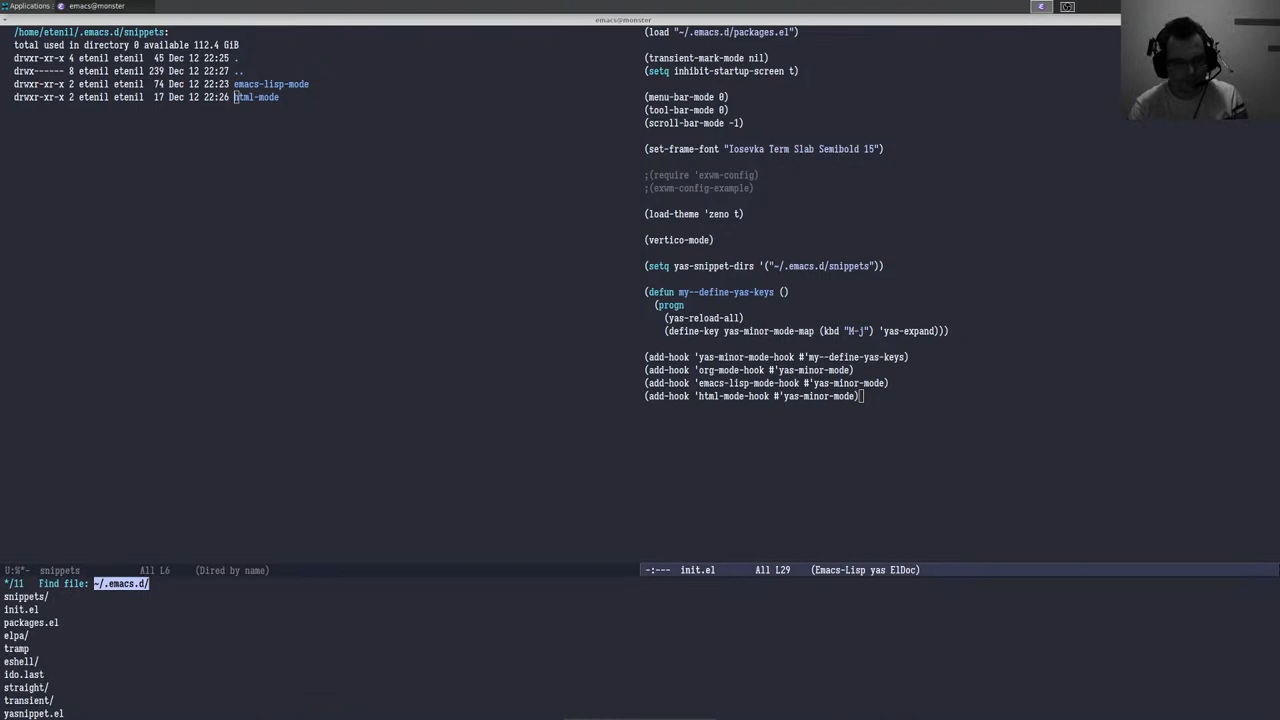 Applications
emacs@monster
emacs@monster
/home/etenil/.emacs.d/snippets:
total used in directory 0 available 112.4 GiB
drwxr-xr-x 4 etenil etenil  45 Dec 12 22:25 .
drwx------ 8 etenil etenil 239 Dec 12 22:27 ..
drwxr-xr-x 2 etenil etenil  74 Dec 12 22:23 emacs-lisp-mode
drwxr-xr-x 2 etenil etenil  17 Dec 12 22:26 html-mode
U:%*-  snippets        All L6     (Dired by name)
(load "~/.emacs.d/packages.el")
(transient-mark-mode nil)
(setq inhibit-startup-screen t)
(menu-bar-mode 0)
(tool-bar-mode 0)
(scroll-bar-mode -1)
(set-frame-font "Iosevka Term Slab Semibold 15")
;(require 'exwm-config)
;(exwm-config-example)
(load-theme 'zeno t)
(vertico-mode)
(setq yas-snippet-dirs '("~/.emacs.d/snippets"))
(defun my--define-yas-keys ()
  (progn
    (yas-reload-all)
    (define-key yas-minor-mode-map (kbd "M-j") 'yas-expand)))
(add-hook 'yas-minor-mode-hook #'my--define-yas-keys)
(add-hook 'org-mode-hook #'yas-minor-mode)
(add-hook 'emacs-lisp-mode-hook #'yas-minor-mode)
(add-hook 'html-mode-hook #'yas-minor-mode)
-:---  init.el        All L29    (Emacs-Lisp yas ElDoc)
*/11   Find file: ~/.emacs.d/
snippets/
init.el
packages.el
elpa/
tramp
eshell/
ido.last
straight/
transient/
yasnippet.el